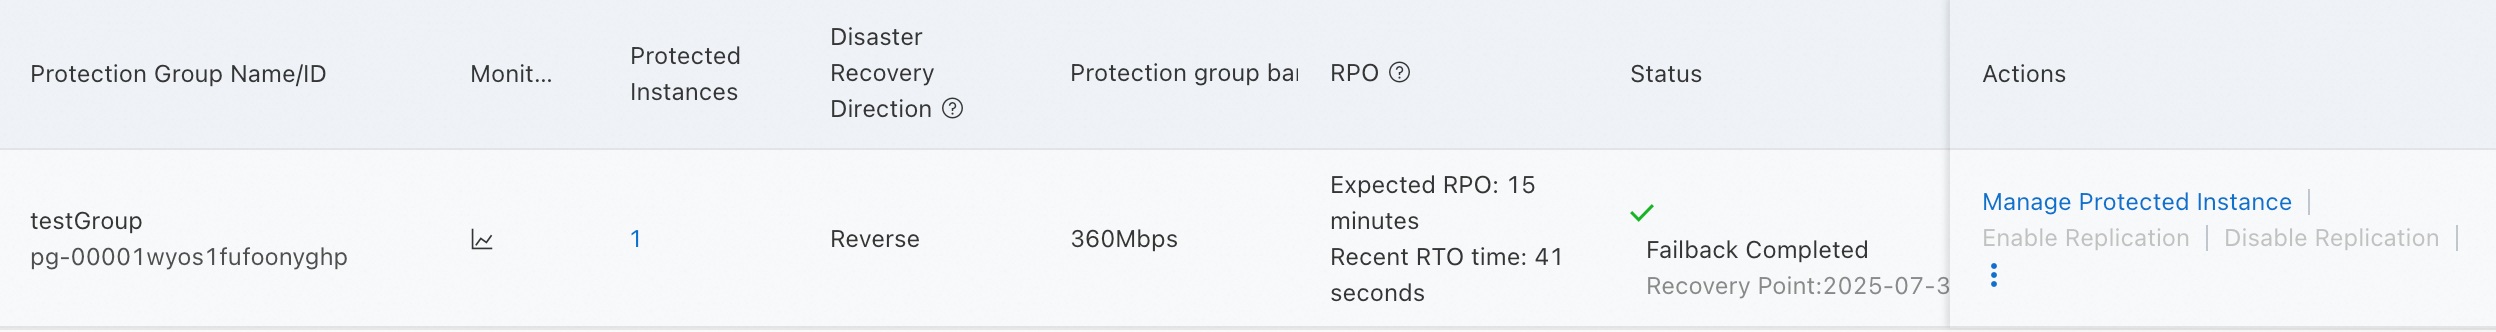 Protection Group Name/ID
Monit...
Protected
Instances
Disaster
Recovery
Direction ?
Protection group
RPO ?
Status
Actions
testGroup
pg-00001wyos1fufoonyghp
1
Reverse
360Mbps
Expected RPO: 15
minutes
Recent RTO time: 41
seconds
Failback Completed
Recovery Point:2025-07-3
Manage Protected Instance |
Enable Replication | Disable Replication |